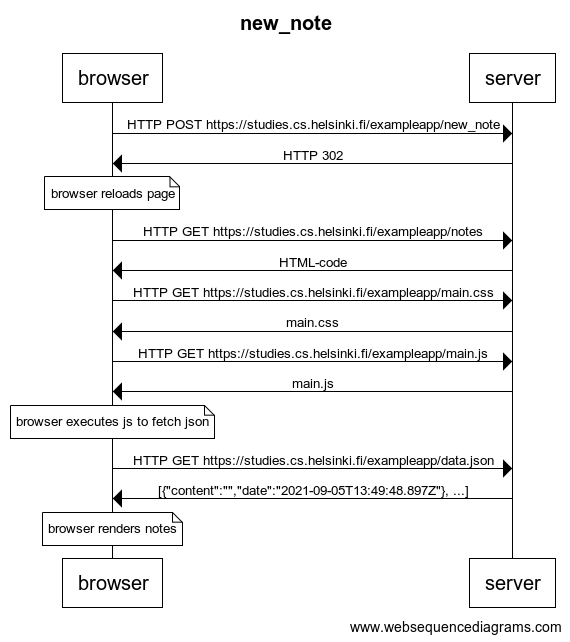 new_note
browser
server
HTTP POST https://studies.cs.helsinki.fi/exampleapp/new_note
HTTP 302
browser reloads page
HTTP GET https://studies.cs.helsinki.fi/exampleapp/notes
HTML-code
HTTP GET https://studies.cs.helsinki.fi/exampleapp/main.css
main.css
HTTP GET https://studies.cs.helsinki.fi/exampleapp/main.js
main.js
browser executes js to fetch json
HTTP GET https://studies.cs.helsinki.fi/exampleapp/data.json
[{"content":"","date":"2021-09-05T13:49:48.897Z"}, ...]
browser renders notes
browser
server
www.websequencediagrams.com